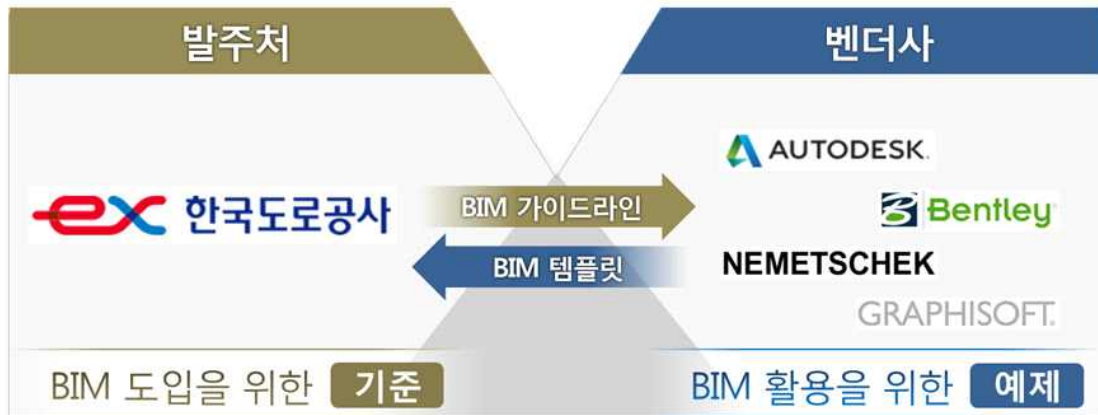 발주처
벤더사
ex 한국도로공사
BIM 가이드라인
BIM 템플릿
AUTODESK.
Bentley
NEMETSCHEK
GRAPHISOFT.
BIM 도입을 위한 기준
BIM 활용을 위한 예제